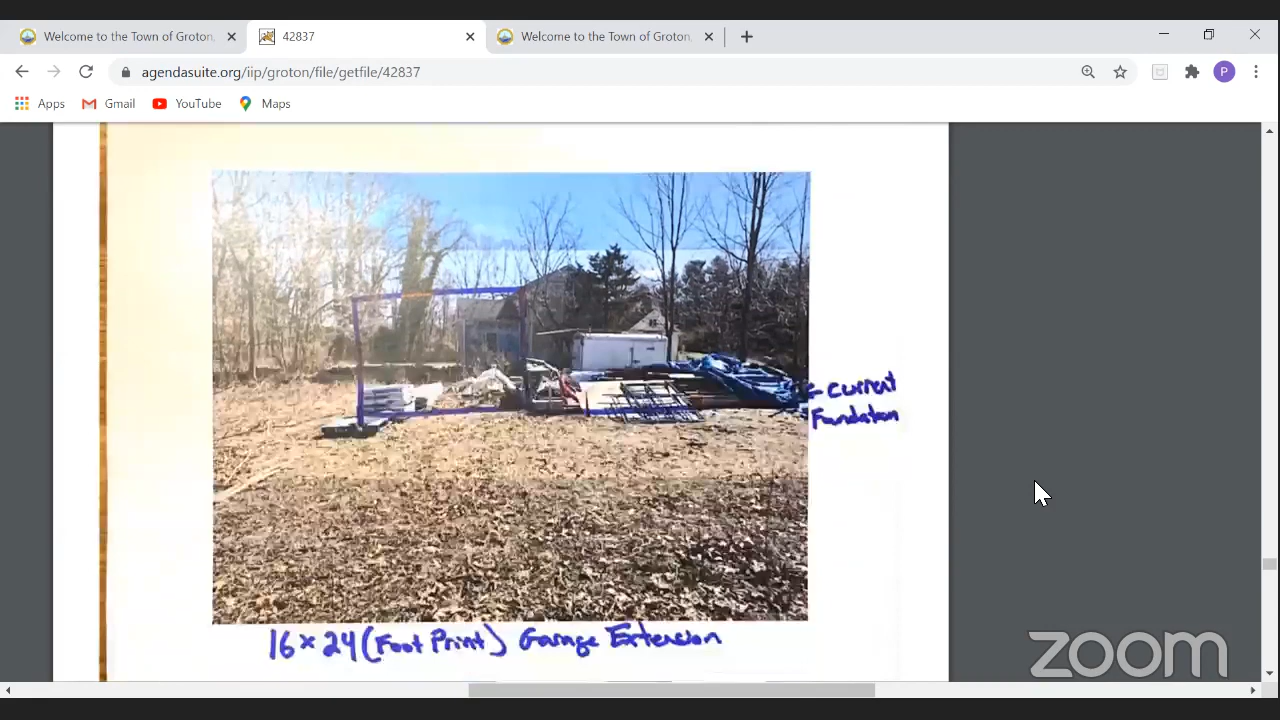 Welcome to the Town of Groton,
42837
Welcome to the Town of Groton,
agendasuite.org/iip/groton/file/getfile/42837
P
Apps
Gmail
YouTube
Maps
← Current
Foundation
16 x 24 (Foot Print) Garage Extension
zoom